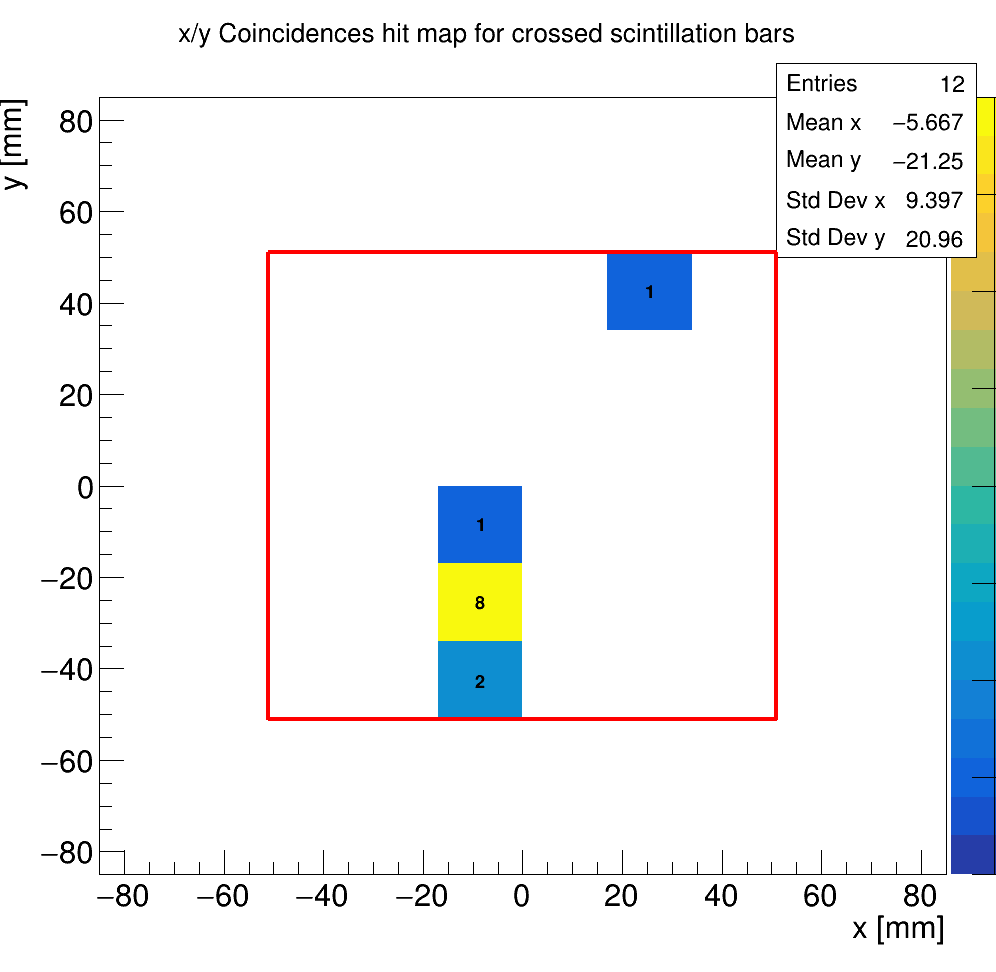 x/y Coincidences hit map for crossed scintillation bars
Entries 12
Mean x −5.667
Mean y −21.25
Std Dev x 9.397
Std Dev y 20.96
y [mm]
80
60
40
20
0
−20
−40
−60
−80
1
1
8
2
−80 −60 −40 −20 0 20 40 60 80
x [mm]